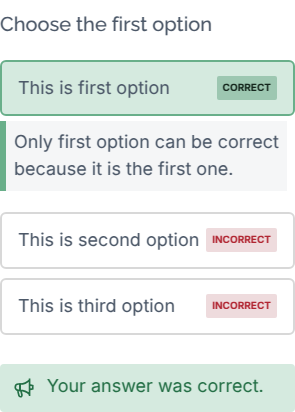 Choose the first option
This is first option CORRECT
Only first option can be correct
because it is the first one.
This is second option INCORRECT
This is third option INCORRECT
Your answer was correct.